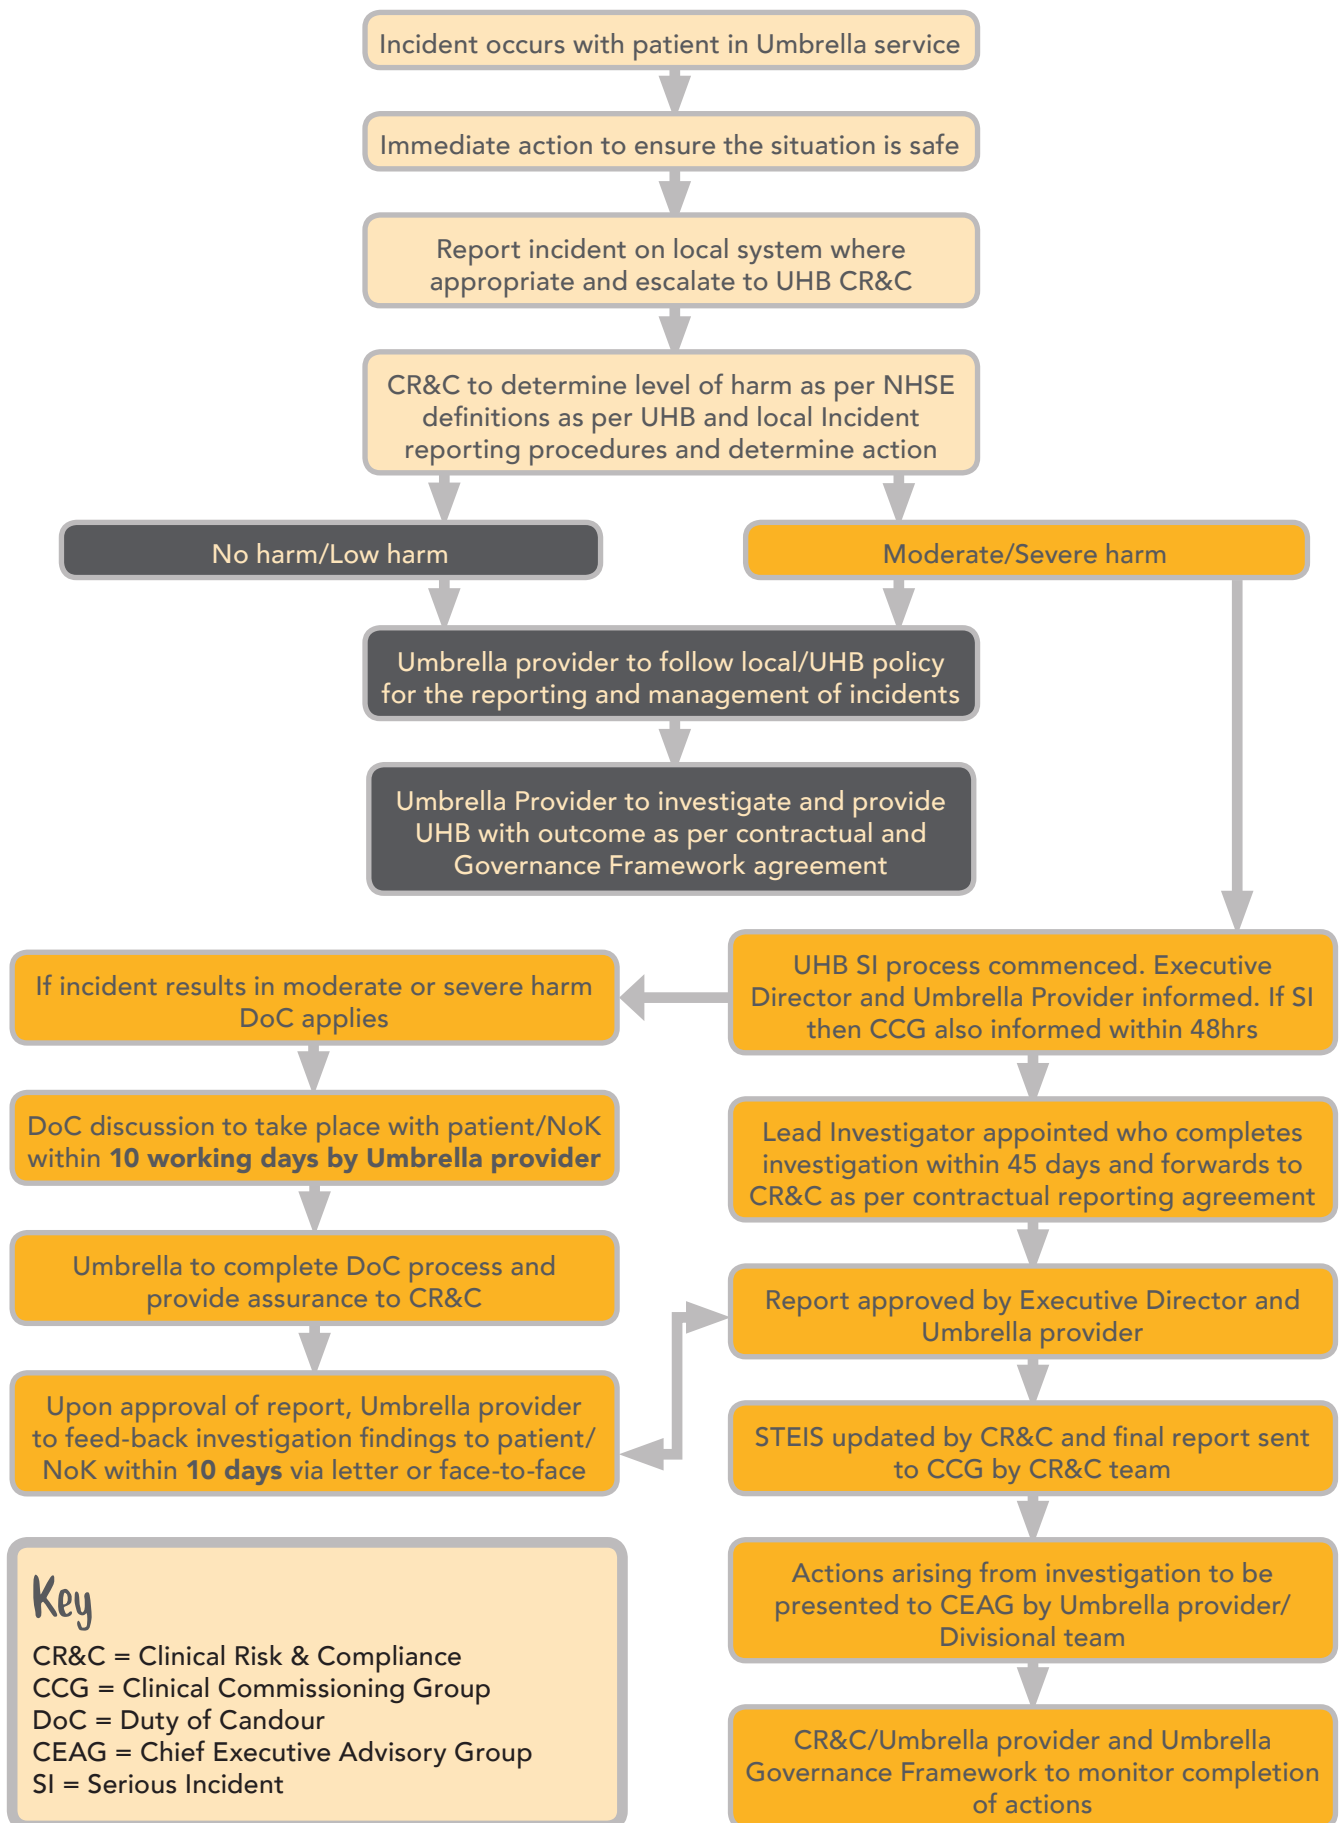 Incident occurs with patient in Umbrella service
Immediate action to ensure the situation is safe
Report incident on local system where
appropriate and escalate to UHB CR&C
CR&C to determine level of harm as per NHSE
definitions as per UHB and local Incident
reporting procedures and determine action
No harm/Low harm
Moderate/Severe harm
Umbrella provider to follow local/UHB policy
for the reporting and management of incidents
Umbrella Provider to investigate and provide
UHB with outcome as per contractual and
Governance Framework agreement
If incident results in moderate or severe harm
DoC applies
UHB SI process commenced. Executive
Director and Umbrella Provider informed. If SI
then CCG also informed within 48hrs
DoC discussion to take place with patient/NoK
within 10 working days by Umbrella provider
Lead Investigator appointed who completes
investigation within 45 days and forwards to
CR&C as per contractual reporting agreement
Umbrella to complete DoC process and
provide assurance to CR&C
Report approved by Executive Director and
Umbrella provider
Upon approval of report, Umbrella provider
to feed-back investigation findings to patient/
NoK within 10 days via letter or face-to-face
STEIS updated by CR&C and final report sent
to CCG by CR&C team
Actions arising from investigation to be
presented to CEAG by Umbrella provider/
Divisional team
CR&C/Umbrella provider and Umbrella
Governance Framework to monitor completion
of actions
Key
CR&C = Clinical Risk & Compliance
CCG = Clinical Commissioning Group
DoC = Duty of Candour
CEAG = Chief Executive Advisory Group
SI = Serious Incident